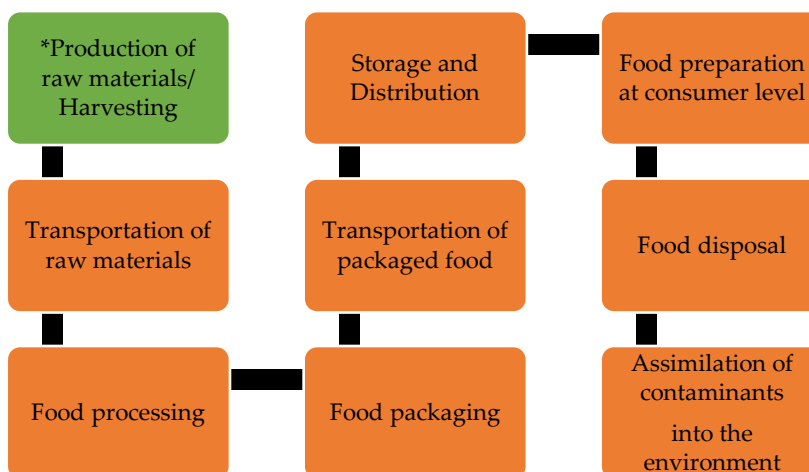 *Production of
raw materials/
Harvesting
Transportation of
raw materials
Food processing
Food packaging
Transportation of
packaged food
Storage and
Distribution
Food preparation
at consumer level
Food disposal
Assimilation of
contaminants
into the
environment